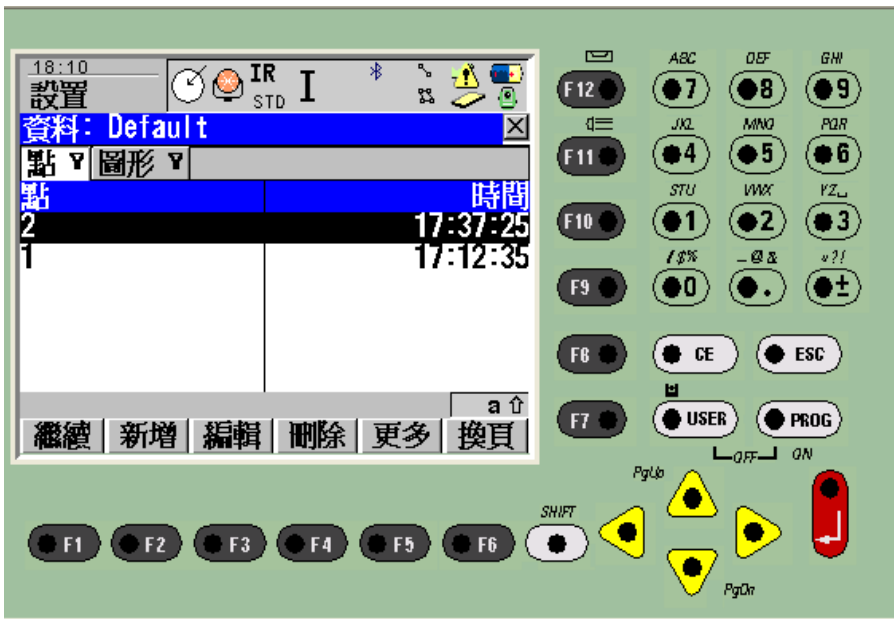 18:10
設置
IR
STD
I
資料: Default
點
圖形
點 時間
2 17:37:25
1 17:12:35
a
繼續 新增 編輯 刪除 更多 換頁
ABC DEF GHI
F12 7 8 9
JKL MNO PQR
F11 4 5 6
STU VWX YZ
F10 1 2 3
/$% _@& *?!
F9 0 . ±
F8 CE ESC
F7 USER PROG
OFF ON
PgUp
SHIFT
F1 F2 F3 F4 F5 F6
PgDn